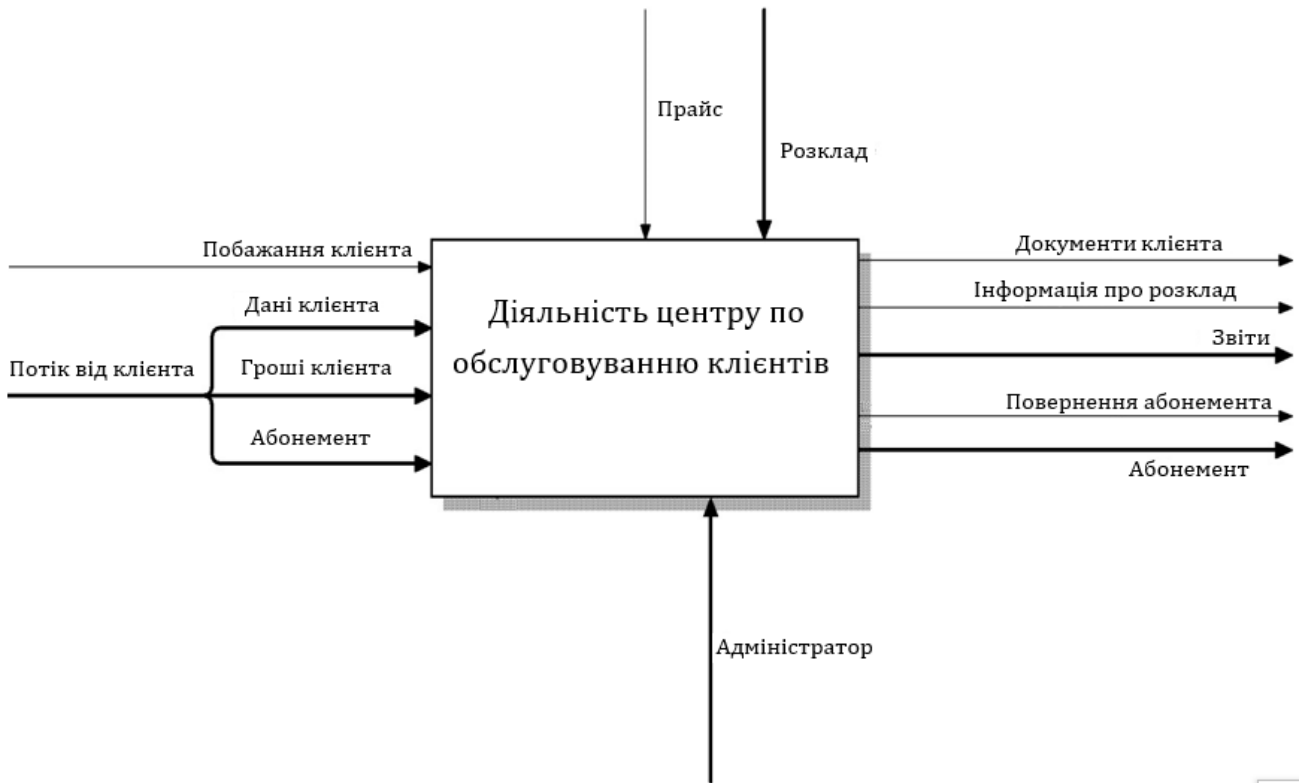 Прайс
Розклад
Побажання клієнта
Дані клієнта
Потік від клієнта
Гроші клієнта
Абонемент
Діяльність центру по
обслуговуванню клієнтів
Документи клієнта
Інформація про розклад
Звіти
Повернення абонемента
Абонемент
Адміністратор